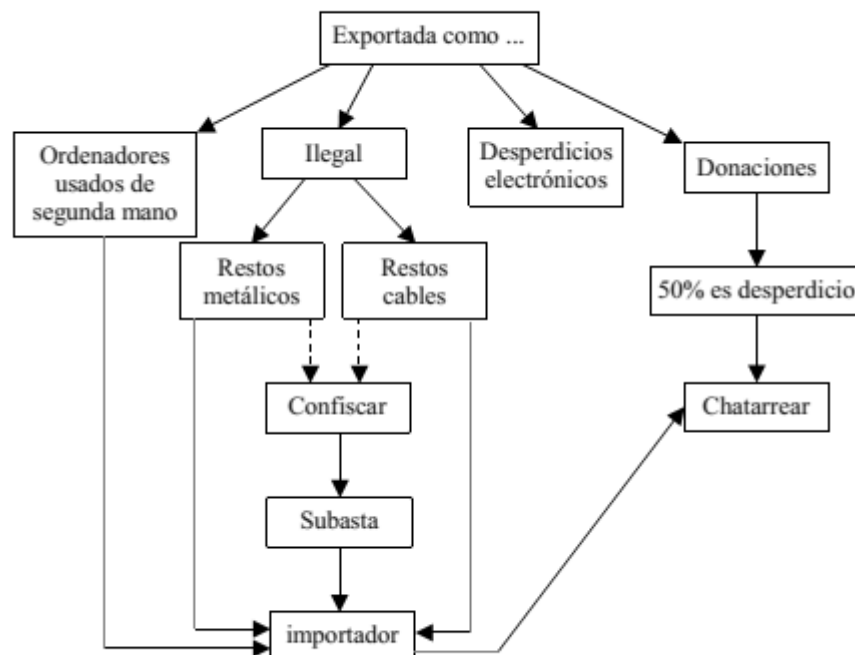 Exportada como ...
Ordenadores
usados de
segunda mano
Ilegal
Desperdicios
electrónicos
Donaciones
Restos
metálicos
Restos
cables
50% es desperdicio
Confiscar
Chatarrear
Subasta
importador